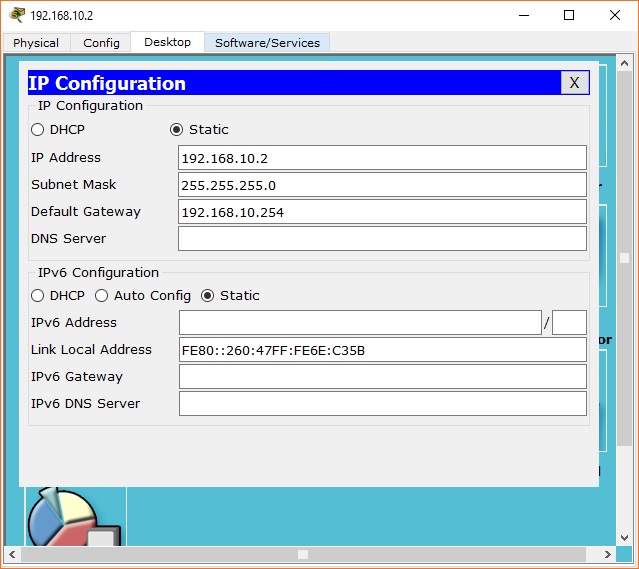 192.168.10.2
Physical Config Desktop Software/Services
IP Configuration X
IP Configuration
DHCP Static
IP Address 192.168.10.2
Subnet Mask 255.255.255.0
Default Gateway 192.168.10.254
DNS Server
IPv6 Configuration
DHCP Auto Config Static
IPv6 Address /
Link Local Address FE80::260:47FF:FE6E:C35B
IPv6 Gateway
IPv6 DNS Server